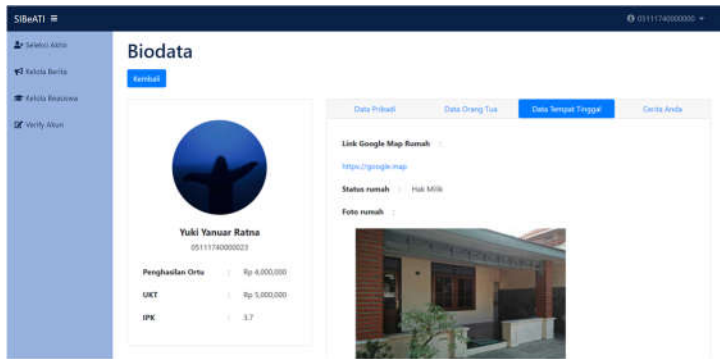 SIBeATI
05111740000000
Seleksi Akhir
Kelola Berita
Kelola Beasiswa
Verify Akun
Biodata
Kembali
Yuki Yanuar Ratna
05111740000023
Penghasilan Ortu : Rp 4,000,000
UKT : Rp 5,000,000
IPK : 3.7
Data Pribadi
Data Orang Tua
Data Tempat Tinggal
Cerita Anda
Link Google Map Rumah :
https://google.map
Status rumah : Hak Milik
Foto rumah :